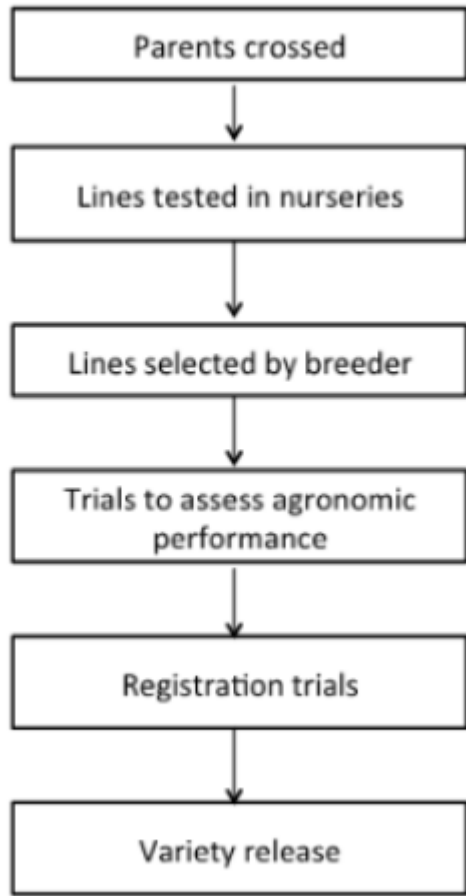 Parents crossed
Lines tested in nurseries
Lines selected by breeder
Trials to assess agronomic
performance
Registration trials
Variety release